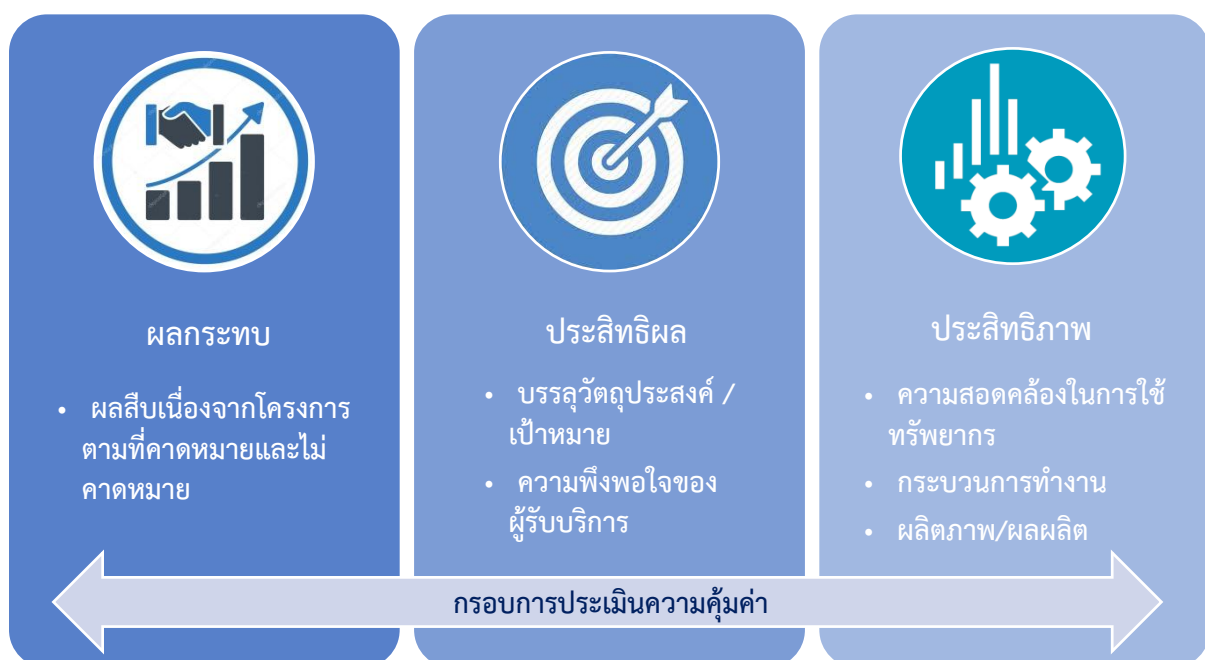 ผลกระทบ
• ผลสืบเนื่องจากโครงการ
ตามที่คาดหมายและไม่
คาดหมาย
ประสิทธิผล
• บรรลุวัตถุประสงค์ /
เป้าหมาย
• ความพึงพอใจของ
ผู้รับบริการ
ประสิทธิภาพ
• ความสอดคล้องในการใช้
ทรัพยากร
• กระบวนการทำงาน
• ผลิตภาพ/ผลผลิต
กรอบการประเมินความคุ้มค่า